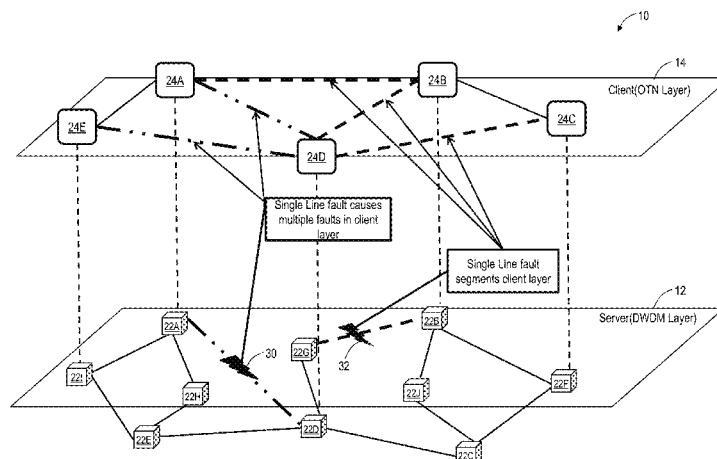 10
14
24A
24B
Client(OTN Layer)
24E
24C
24D
Single Line fault causes
multiple faults in client
layer
Single Line fault
segments client layer
12
22A
22B
Server(DWDM Layer)
30
22G
32
22I
22H
22J
22F
22E
22D
22C